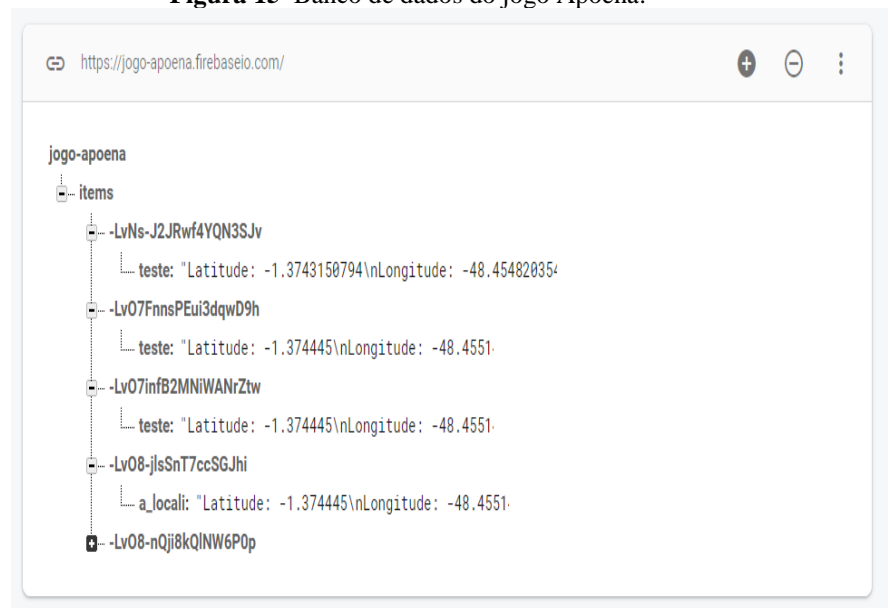 Figura 15 Banco de dados do jogo Apoena.
https://jogo-apoena.firebaseio.com/
jogo-apoena
items
-LvNs-J2JRwf4YQN3SJv
teste: "Latitude: -1.3743150794\nLongitude: -48.454820354
-LvO7FnnsPEui3dqwD9h
teste: "Latitude: -1.374445\nLongitude: -48.4551
-LvO7infB2MNiWANrZtw
teste: "Latitude: -1.374445\nLongitude: -48.4551
-LvO8-jlsSnT7ccSGJhi
a_locali: "Latitude: -1.374445\nLongitude: -48.4551
-LvO8-nQji8kQlNW6P0p